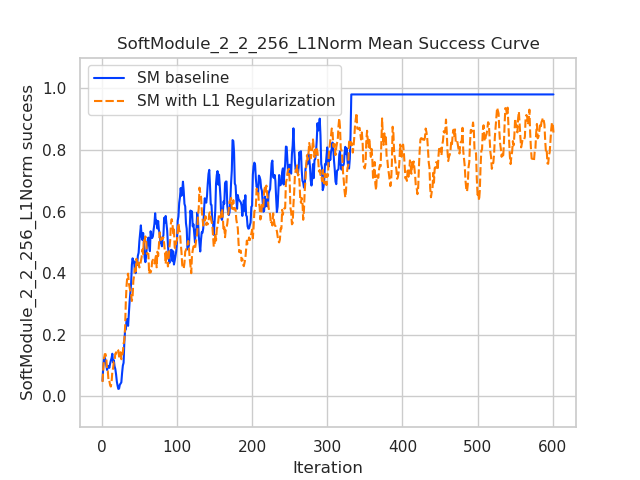 SoftModule_2_2_256_L1Norm Mean Success Curve
SM baseline
SM with L1 Regularization
SoftModule_2_2_256_L1Norm success
1.0
0.8
0.6
0.4
0.2
0.0
0 100 200 300 400 500 600
Iteration